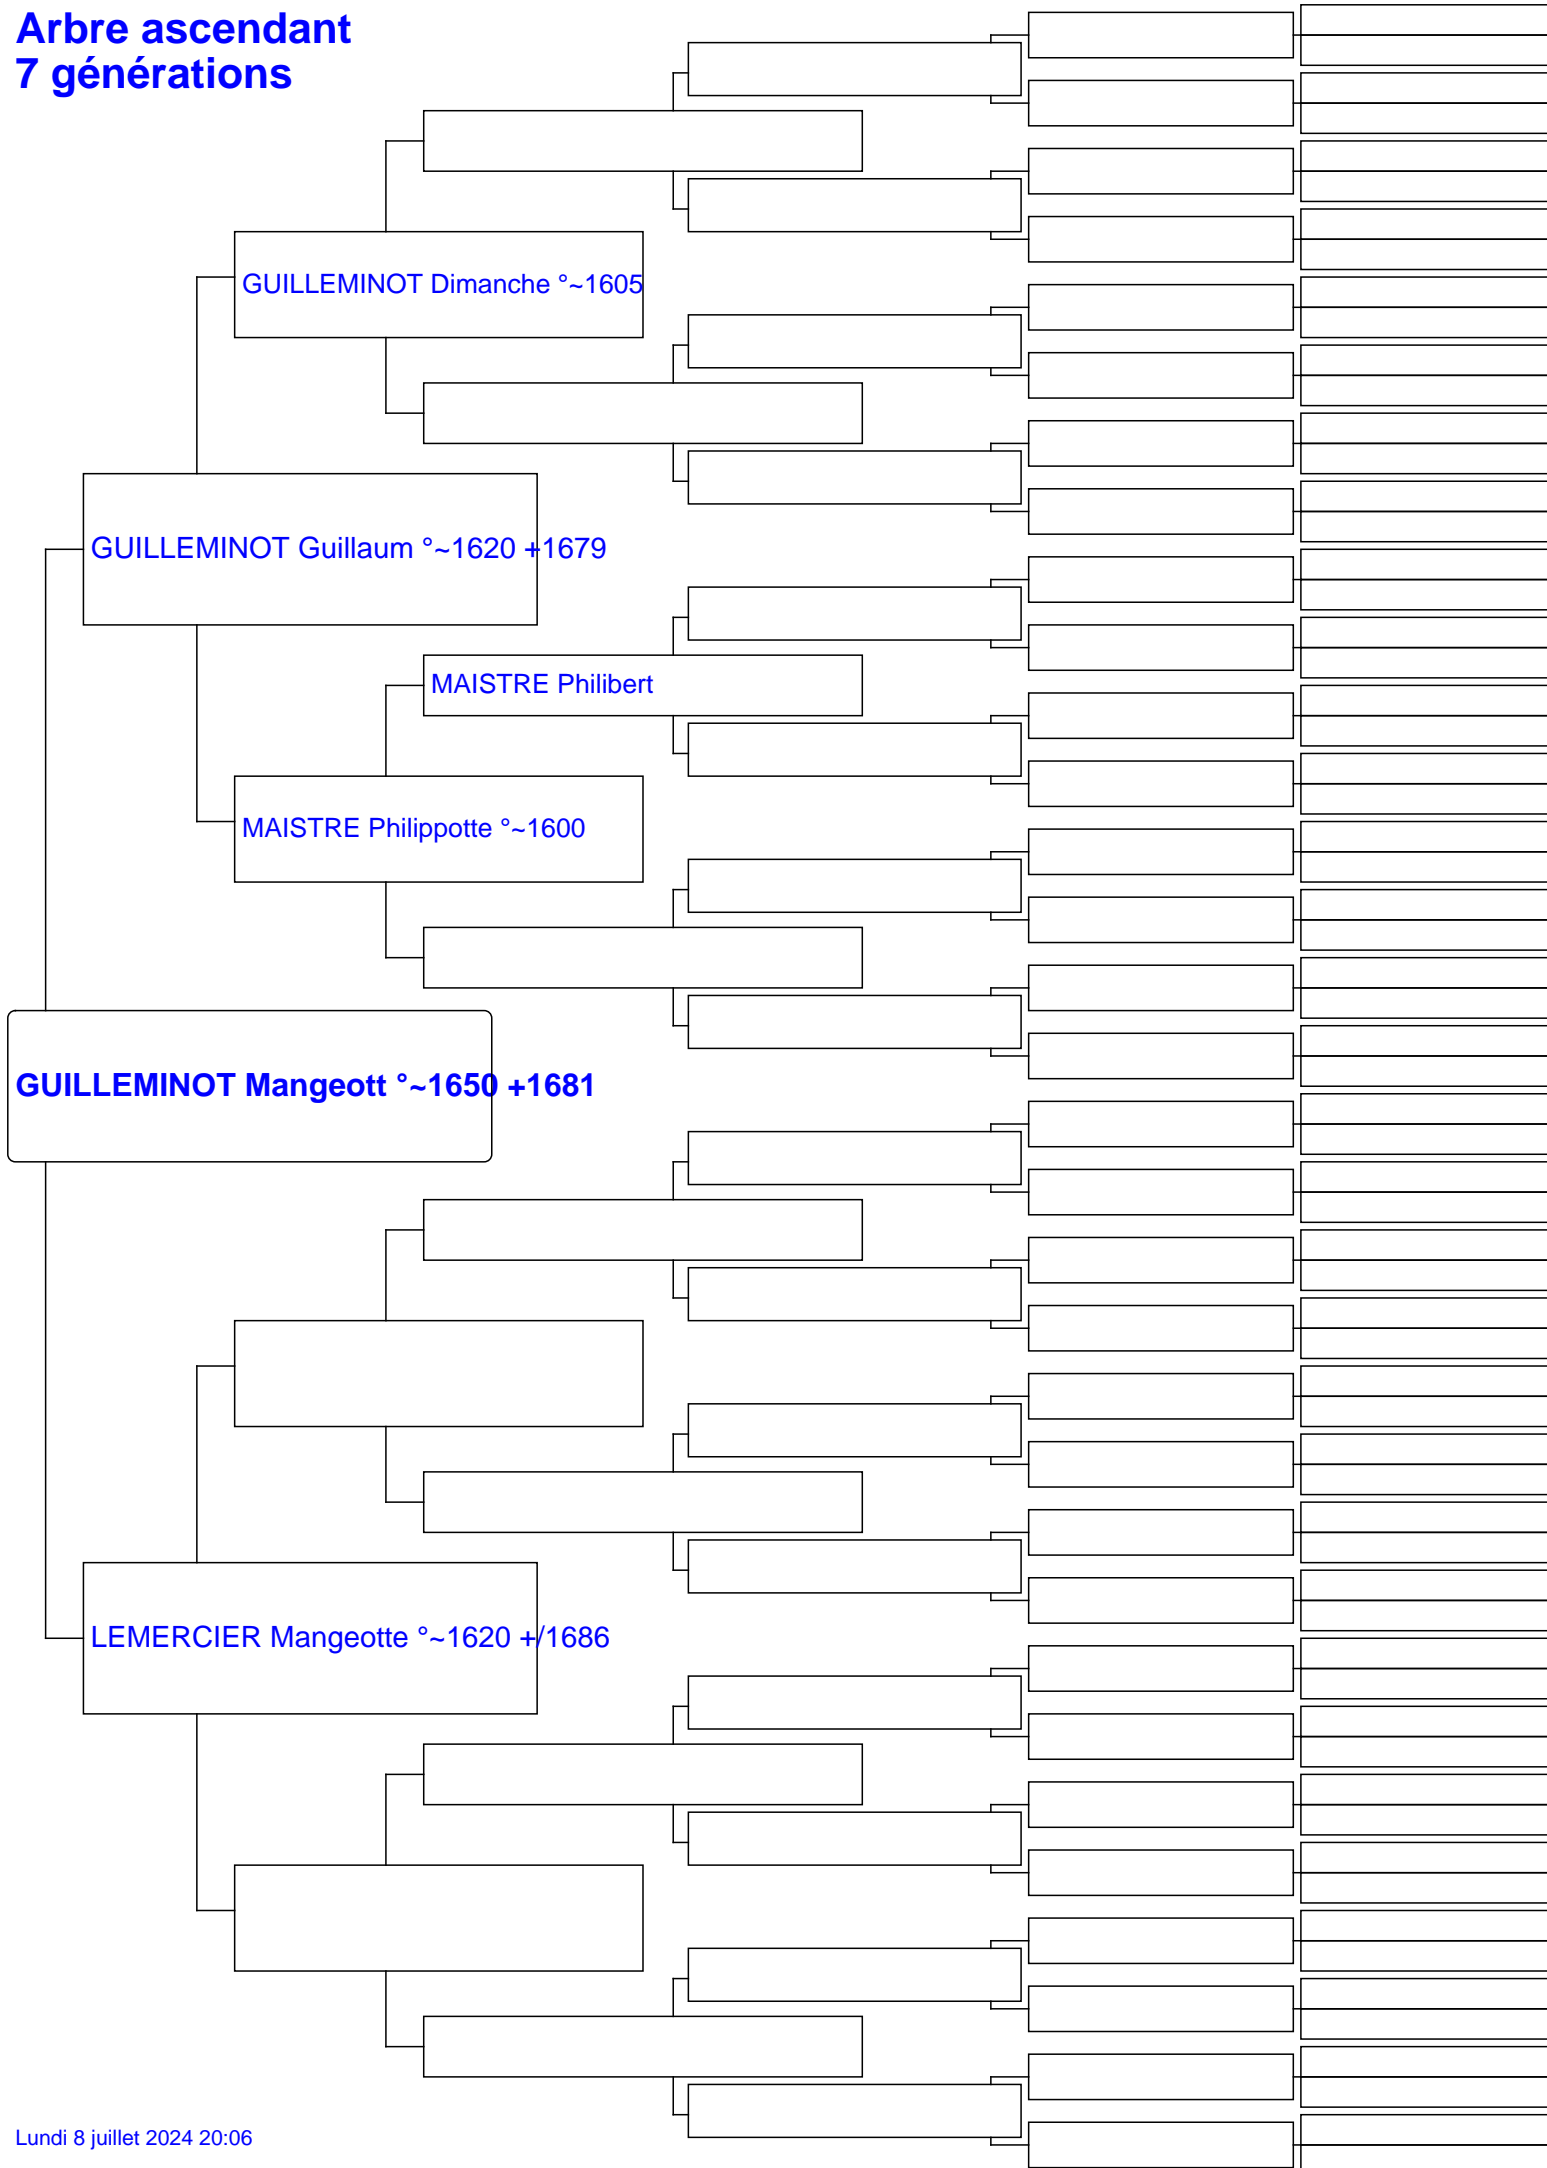 Arbre ascendant
7 générations
GUILLEMINOT Dimanche °~1605
GUILLEMINOT Guillaum °~1620 +1679
MAISTRE Philibert
MAISTRE Philippotte °~1600
GUILLEMINOT Mangeott °~1650 +1681
LEMERCIER Mangeotte °~1620 +/1686
Lundi 8 juillet 2024 20:06